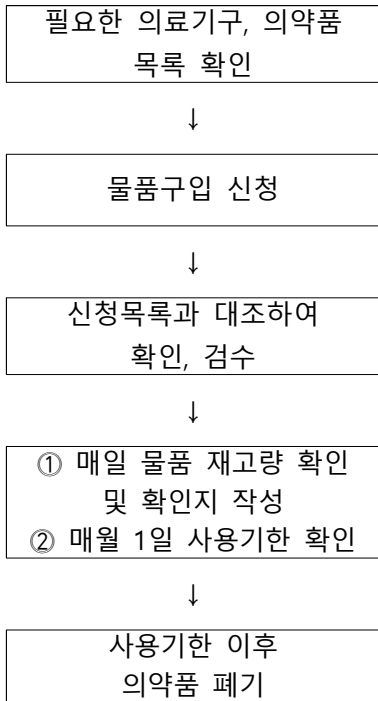 필요한 의료기구, 의약품
목록 확인
↓
물품구입 신청
↓
신청목록과 대조하여
확인, 검수
↓
① 매일 물품 재고량 확인
및 확인지 작성
② 매월 1일 사용기한 확인
↓
사용기한 이후
의약품 폐기